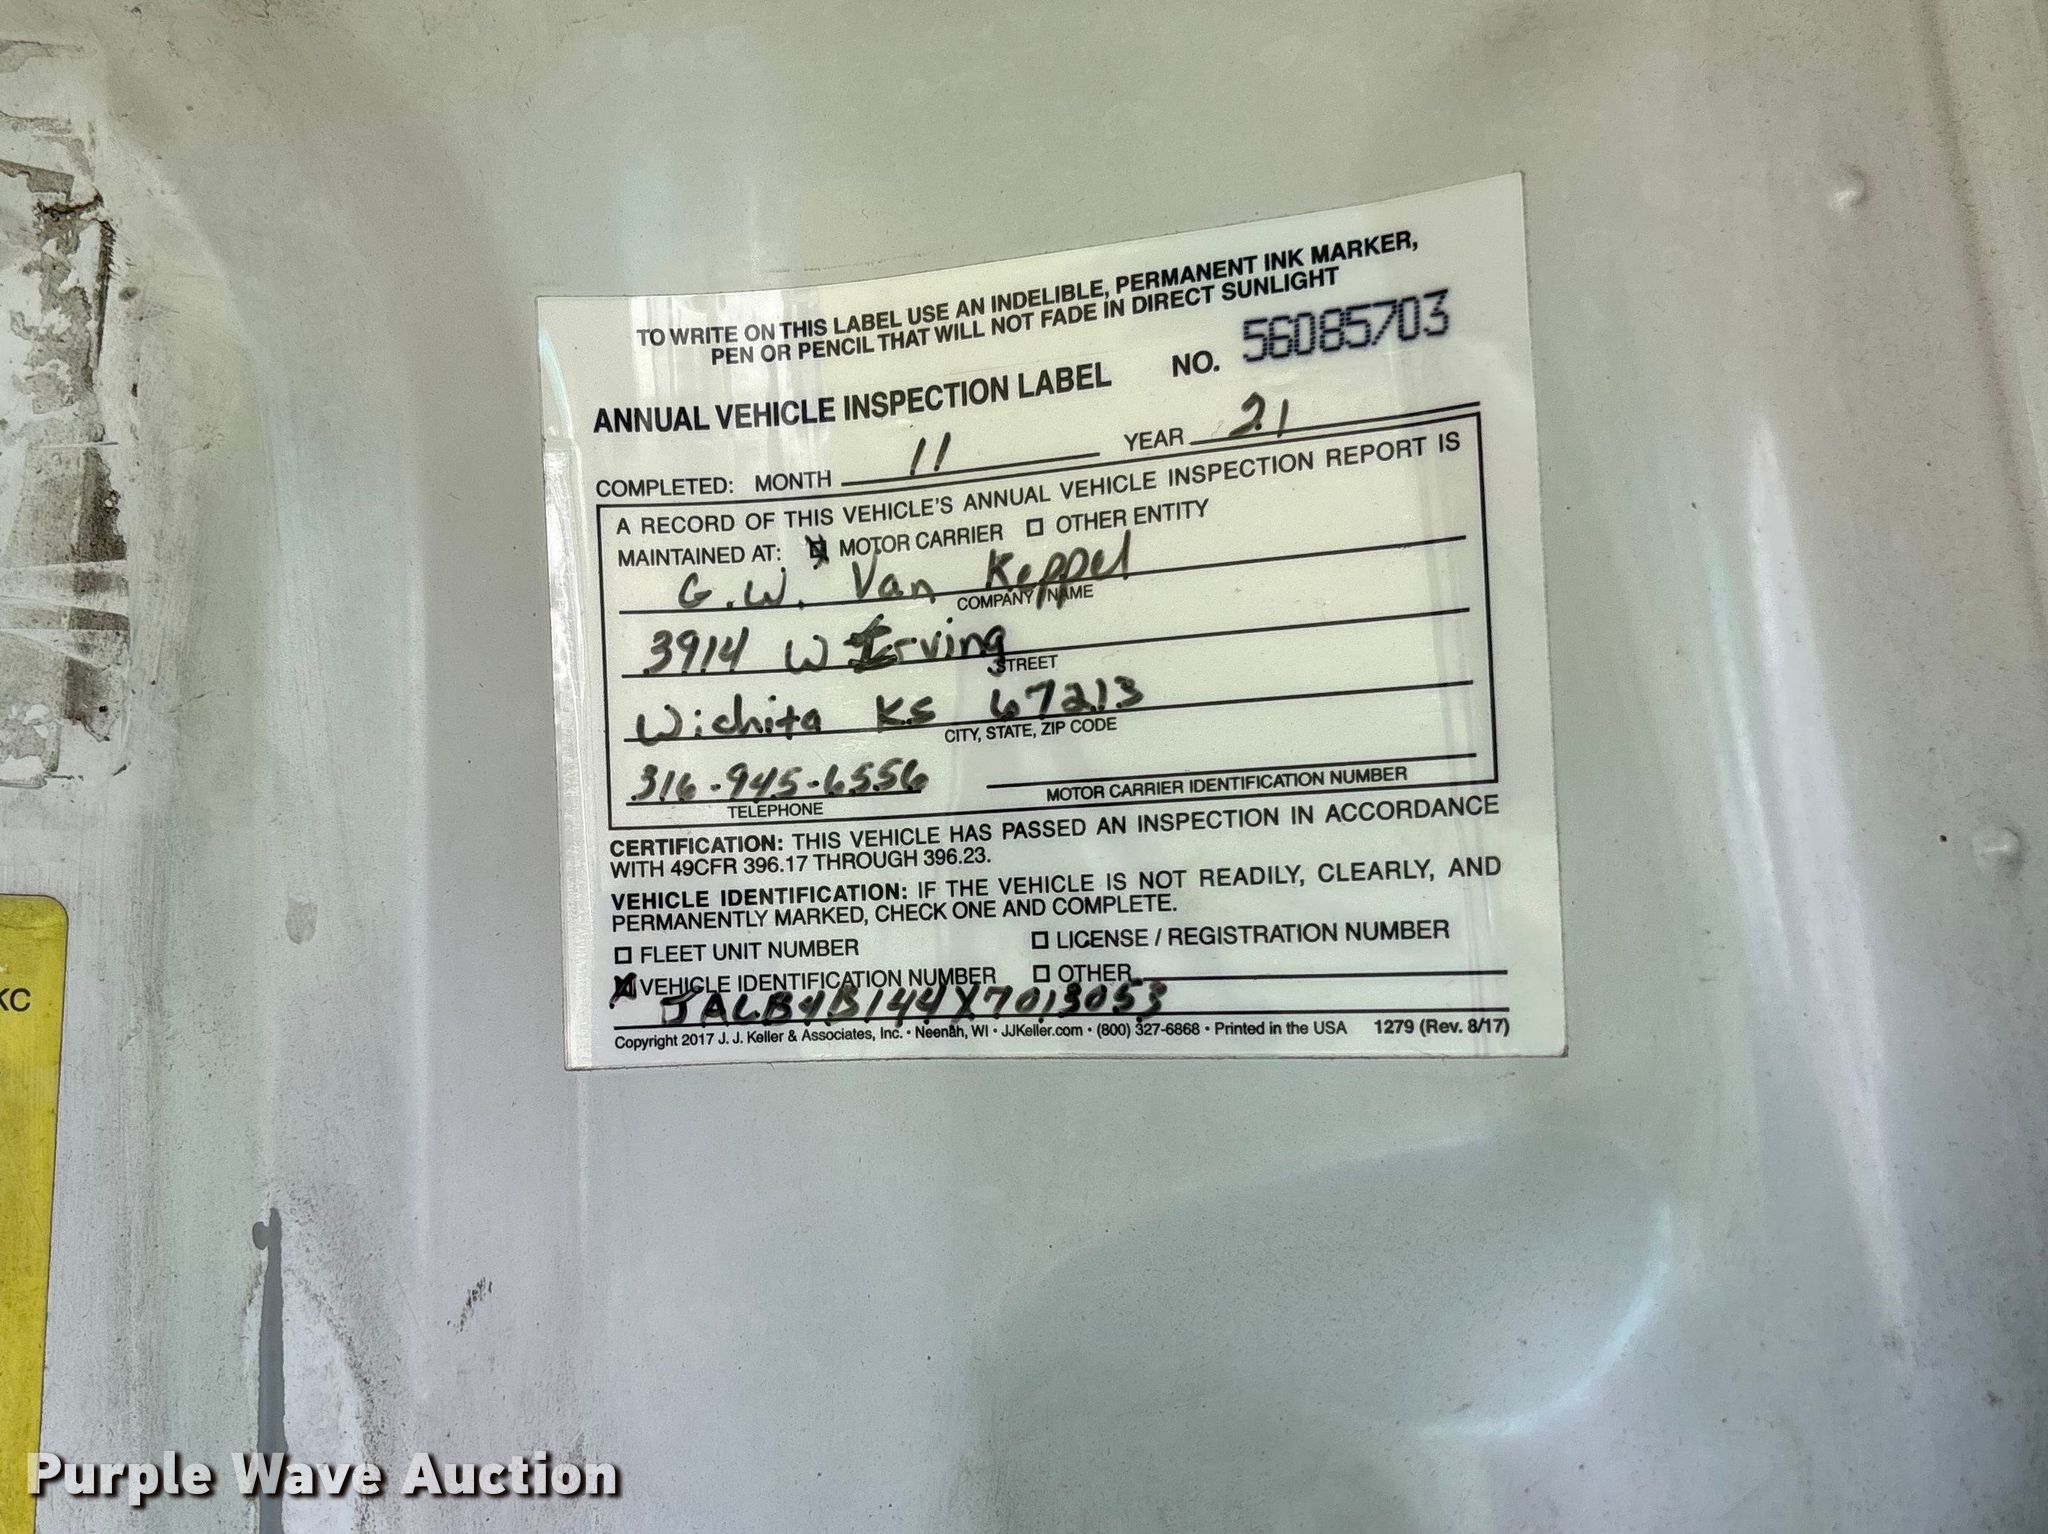 TO WRITE ON THIS LABEL USE AN INDELIBLE, PERMANENT INK MARKER,
PEN OR PENCIL THAT WILL NOT FADE IN DIRECT SUNLIGHT
ANNUAL VEHICLE INSPECTION LABEL NO. 56085703
COMPLETED: MONTH 11 YEAR 21
A RECORD OF THIS VEHICLE'S ANNUAL VEHICLE INSPECTION REPORT IS
MAINTAINED AT: MOTOR CARRIER OTHER ENTITY
G.W. Van Keppel
COMPANY NAME
3914 W Irving
STREET
Wichita KS 67213
CITY, STATE, ZIP CODE
316-945-6556
TELEPHONE MOTOR CARRIER IDENTIFICATION NUMBER
CERTIFICATION: THIS VEHICLE HAS PASSED AN INSPECTION IN ACCORDANCE
WITH 49CFR 396.17 THROUGH 396.23.
VEHICLE IDENTIFICATION: IF THE VEHICLE IS NOT READILY, CLEARLY, AND
PERMANENTLY MARKED, CHECK ONE AND COMPLETE.
FLEET UNIT NUMBER LICENSE / REGISTRATION NUMBER
VEHICLE IDENTIFICATION NUMBER OTHER
JALB4B144X7013053
Copyright 2017 J. J. Keller & Associates, Inc. • Neenah, WI • JJKeller.com • (800) 327-6868 • Printed in the USA 1279 (Rev. 8/17)
KC
Purple Wave Auction